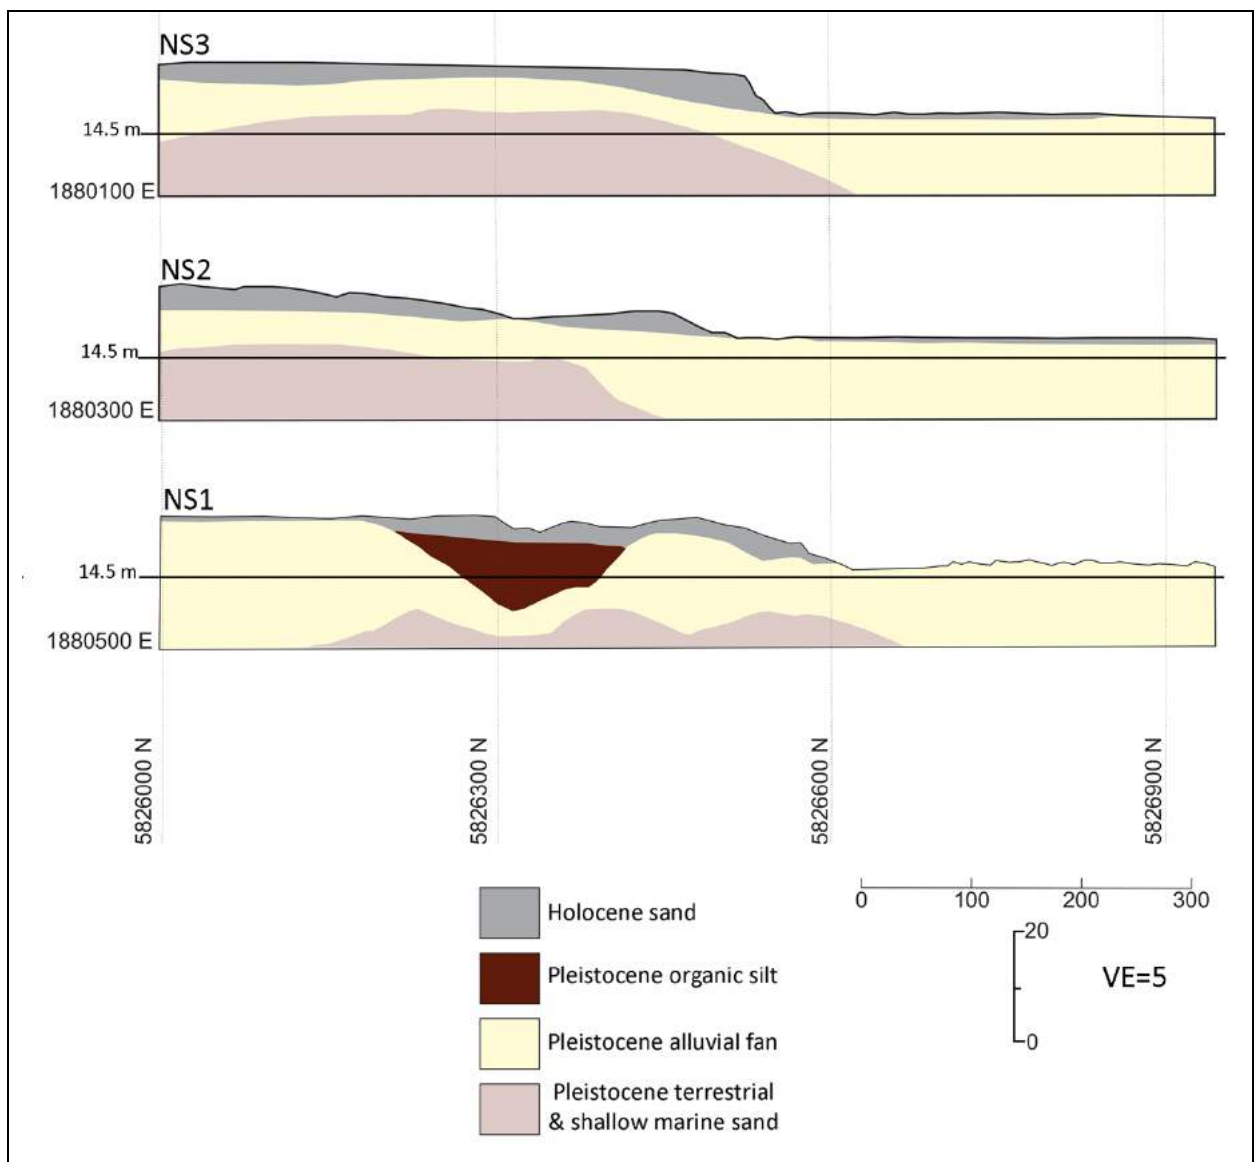 NS3
14.5 m
1880100 E
NS2
14.5 m
1880300 E
NS1
14.5 m
1880500 E
5826000 N
5826300 N
5826600 N
5826900 N
Holocene sand
Pleistocene organic silt
Pleistocene alluvial fan
Pleistocene terrestrial
& shallow marine sand
0 100 200 300
20
VE=5
0